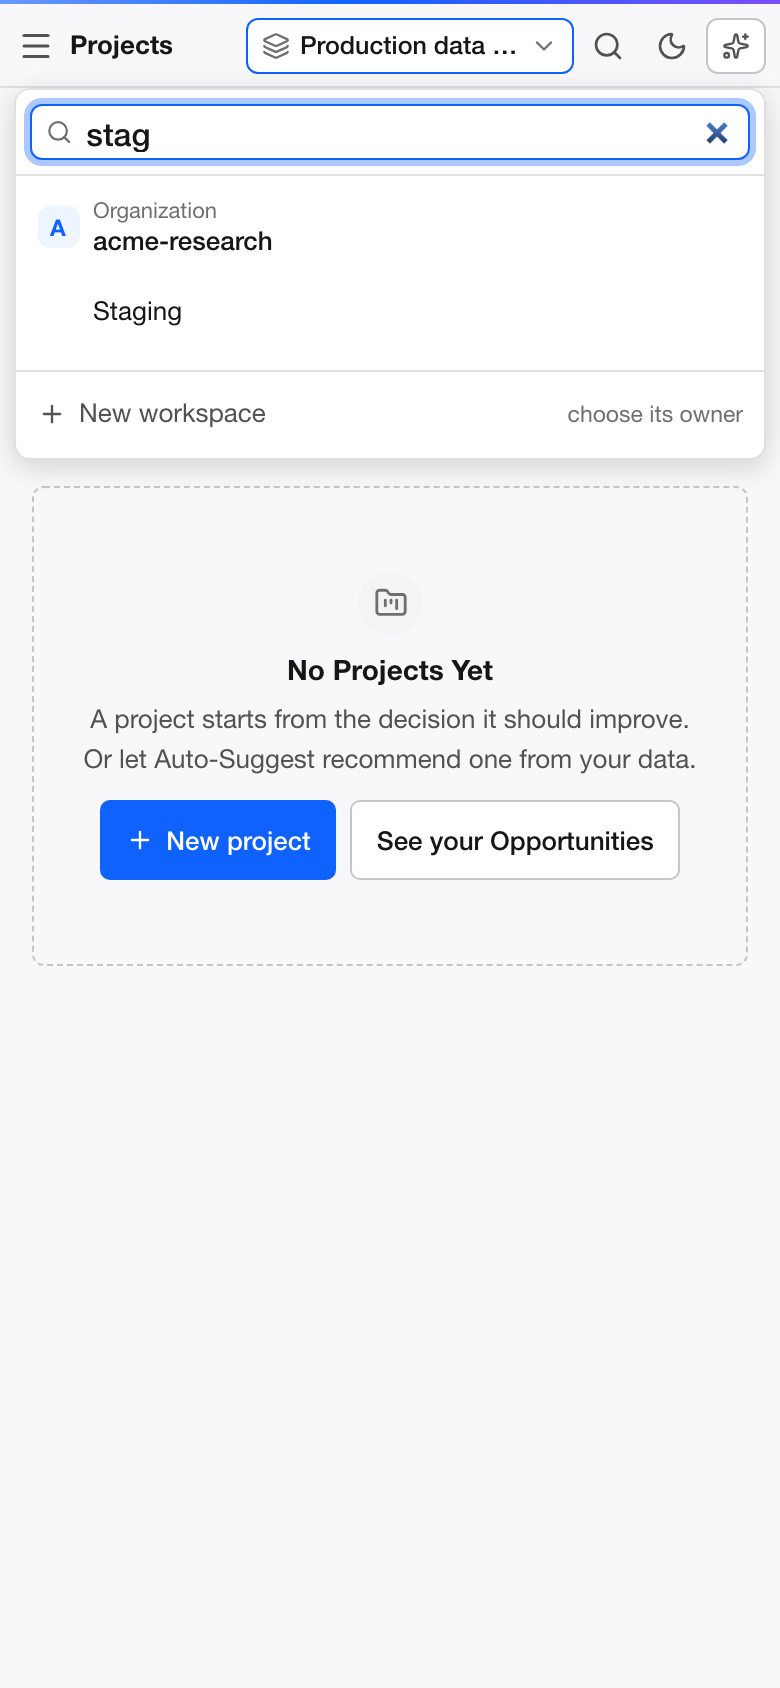 Projects
Production data ...
stag
A
Organization
acme-research
Staging
New workspace
choose its owner
No Projects Yet
A project starts from the decision it should improve.
Or let Auto-Suggest recommend one from your data.
New project
See your Opportunities